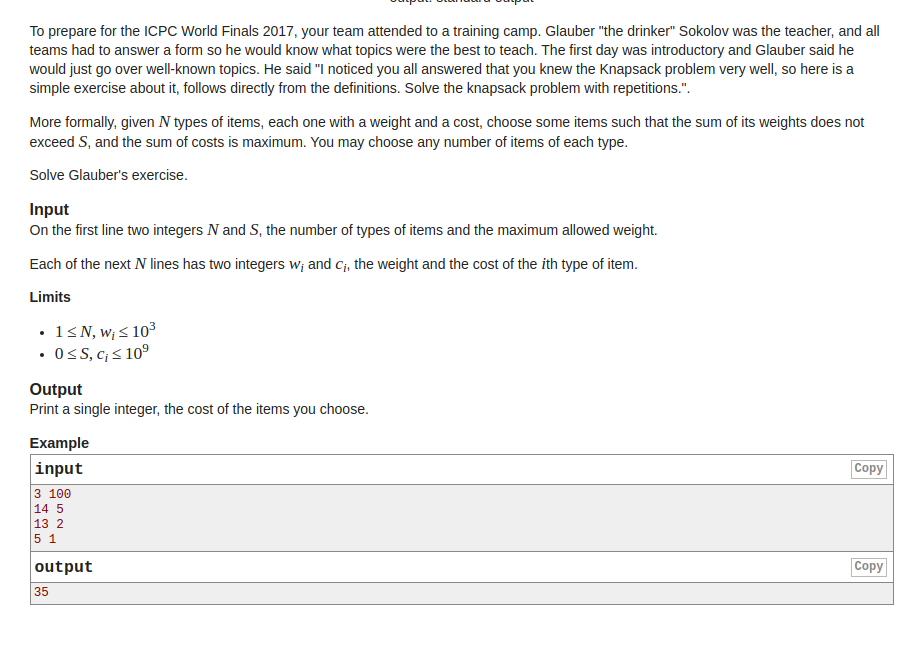 output: standard output
To prepare for the ICPC World Finals 2017, your team attended to a training camp. Glauber "the drinker" Sokolov was the teacher, and all
teams had to answer a form so he would know what topics were the best to teach. The first day was introductory and Glauber said he
would just go over well-known topics. He said "I noticed you all answered that you knew the Knapsack problem very well, so here is a
simple exercise about it, follows directly from the definitions. Solve the knapsack problem with repetitions.".
More formally, given N types of items, each one with a weight and a cost, choose some items such that the sum of its weights does not
exceed S, and the sum of costs is maximum. You may choose any number of items of each type.
Solve Glauber's exercise.
Input
On the first line two integers N and S, the number of types of items and the maximum allowed weight.
Each of the next N lines has two integers w_i and c_i, the weight and the cost of the ith type of item.
Limits
• 1 ≤ N, w_i ≤ 10^3
• 0 ≤ S, c_i ≤ 10^9
Output
Print a single integer, the cost of the items you choose.
Example
input Copy
3 100
14 5
13 2
5 1
output Copy
35